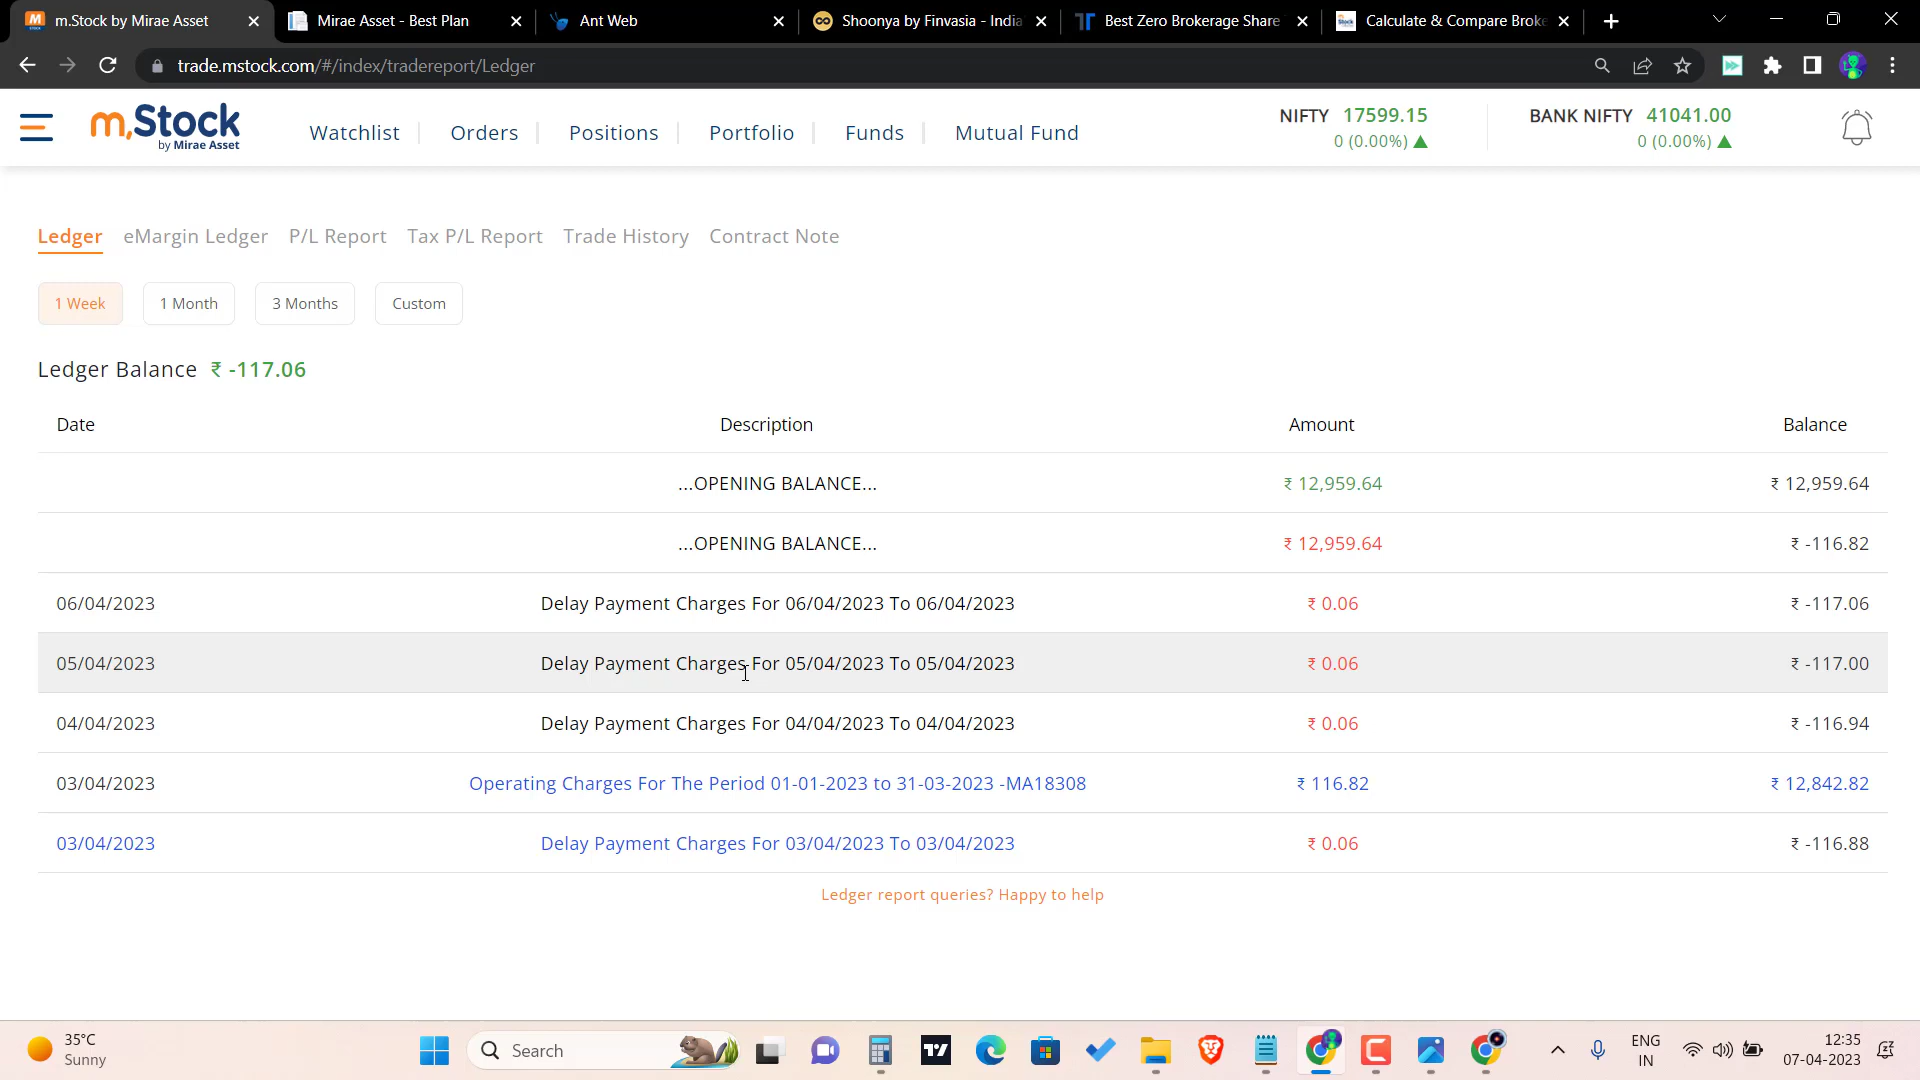 m.Stock by Mirae Asset
Mirae Asset - Best Plan
Ant Web
Shoonya by Finvasia - India
Best Zero Brokerage Share
Calculate & Compare Broke
trade.mstock.com/#/index/tradereport/Ledger
m.Stock
by Mirae Asset
Watchlist
Orders
Positions
Portfolio
Funds
Mutual Fund
NIFTY 17599.15
0 (0.00%)
BANK NIFTY 41041.00
0 (0.00%)
Ledger eMargin Ledger P/L Report Tax P/L Report Trade History Contract Note
1 Week 1 Month 3 Months Custom
Ledger Balance ₹ -117.06
Date Description Amount Balance
...OPENING BALANCE... ₹ 12,959.64 ₹ 12,959.64
...OPENING BALANCE... ₹ 12,959.64 ₹ -116.82
06/04/2023 Delay Payment Charges For 06/04/2023 To 06/04/2023 ₹ 0.06 ₹ -117.06
05/04/2023 Delay Payment Charges For 05/04/2023 To 05/04/2023 ₹ 0.06 ₹ -117.00
04/04/2023 Delay Payment Charges For 04/04/2023 To 04/04/2023 ₹ 0.06 ₹ -116.94
03/04/2023 Operating Charges For The Period 01-01-2023 to 31-03-2023 -MA18308 ₹ 116.82 ₹ 12,842.82
03/04/2023 Delay Payment Charges For 03/04/2023 To 03/04/2023 ₹ 0.06 ₹ -116.88
Ledger report queries? Happy to help
35°C
Sunny
Search
ENG
IN
12:35
07-04-2023